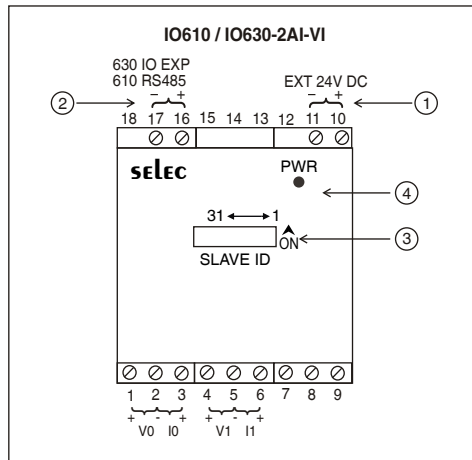 IO610 / IO630-2AI-VI
630 IO EXP
610 RS485
EXT 24V DC
− + − +
2 1
18 17 16 15 14 13 12 11 10
selec
PWR
4
31 1
ON
3
SLAVE ID
1 2 3 4 5 6 7 8 9
+ - + + - +
V0 I0 V1 I1